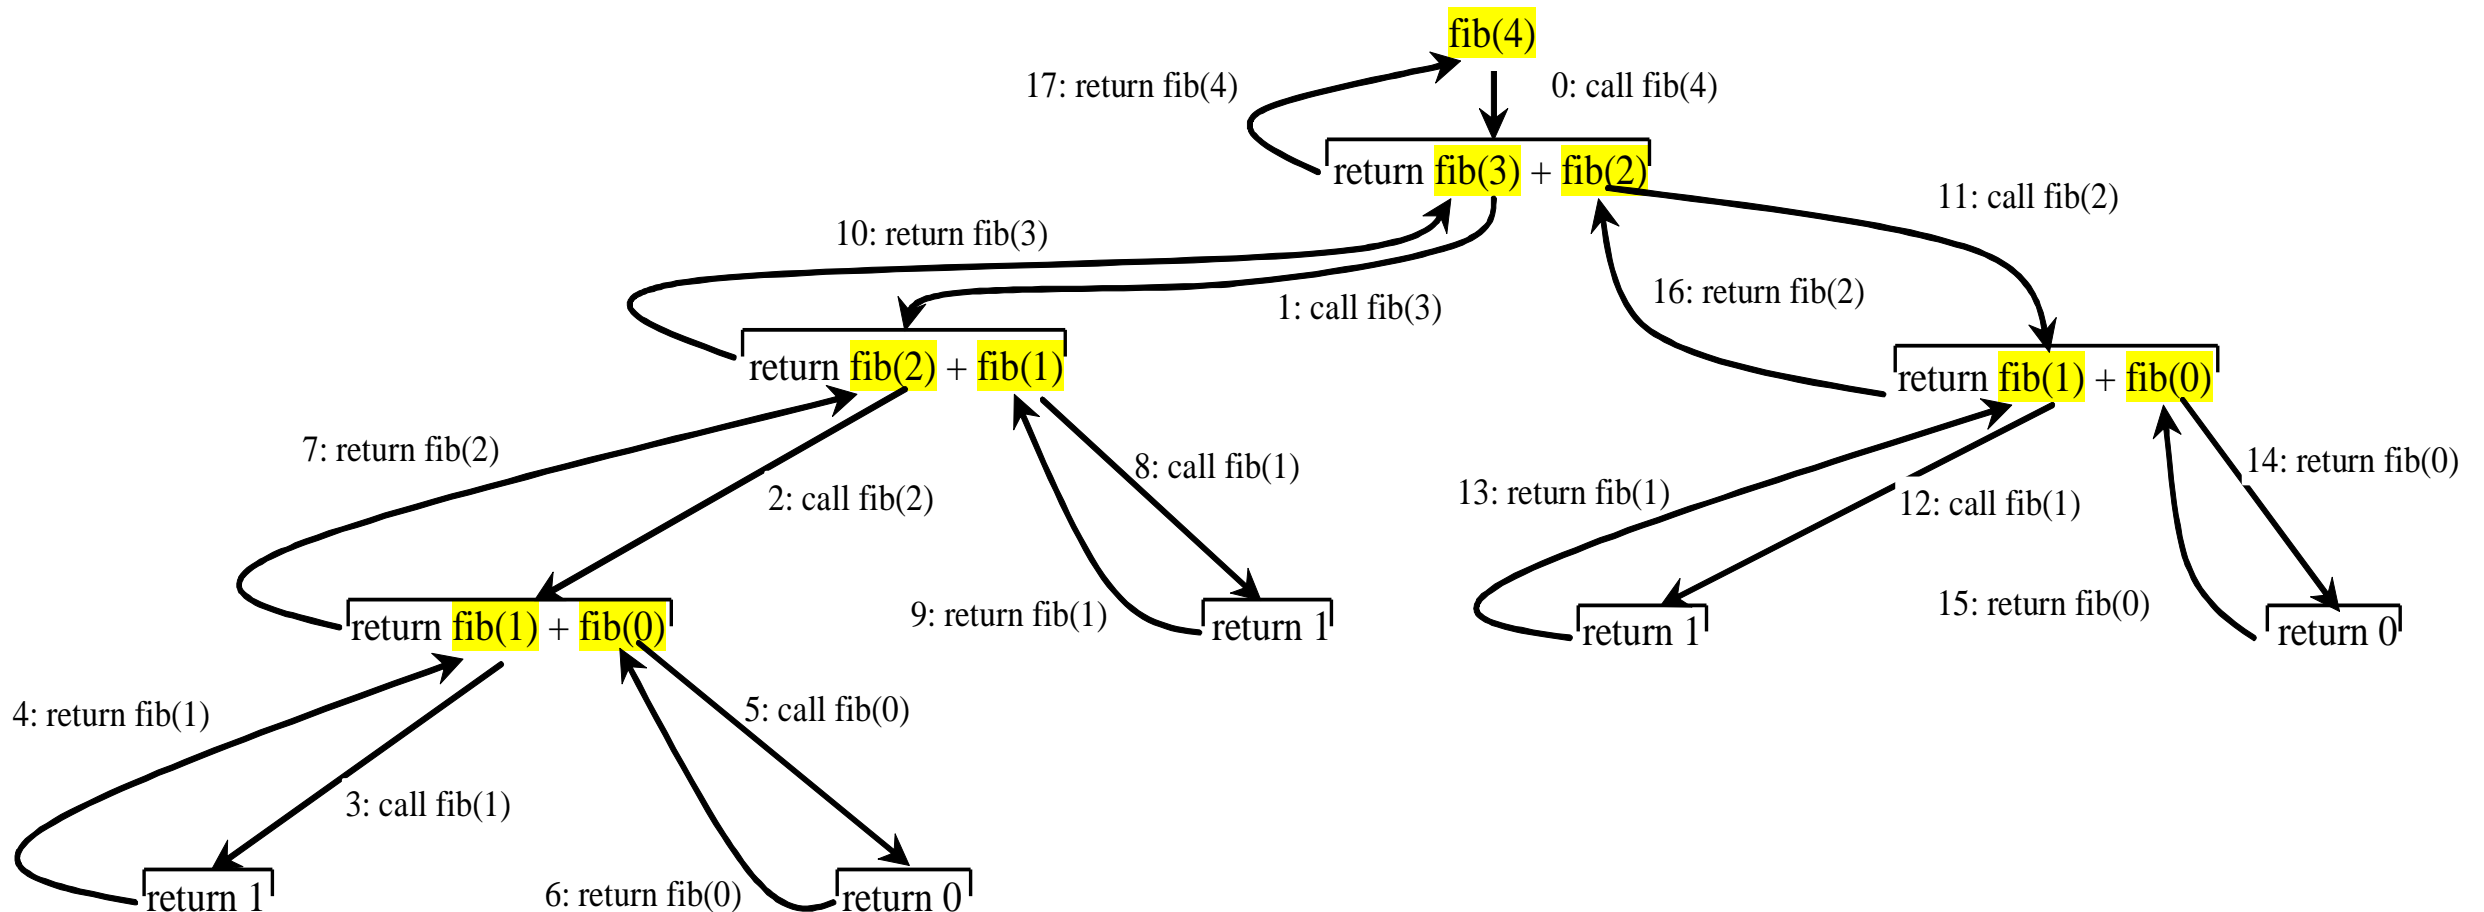 fib(4)
17: return fib(4)
0: call fib(4)
return fib(3) + fib(2)
11: call fib(2)
10: return fib(3)
16: return fib(2)
1: call fib(3)
return fib(2) + fib(1)
return fib(1) + fib(0)
7: return fib(2)
8: call fib(1)
14: return fib(0)
2: call fib(2)
13: return fib(1)
12: call fib(1)
9: return fib(1)
15: return fib(0)
return fib(1) + fib(0)
return 1
return 1
return 0
4: return fib(1)
5: call fib(0)
3: call fib(1)
6: return fib(0)
return 1
return 0